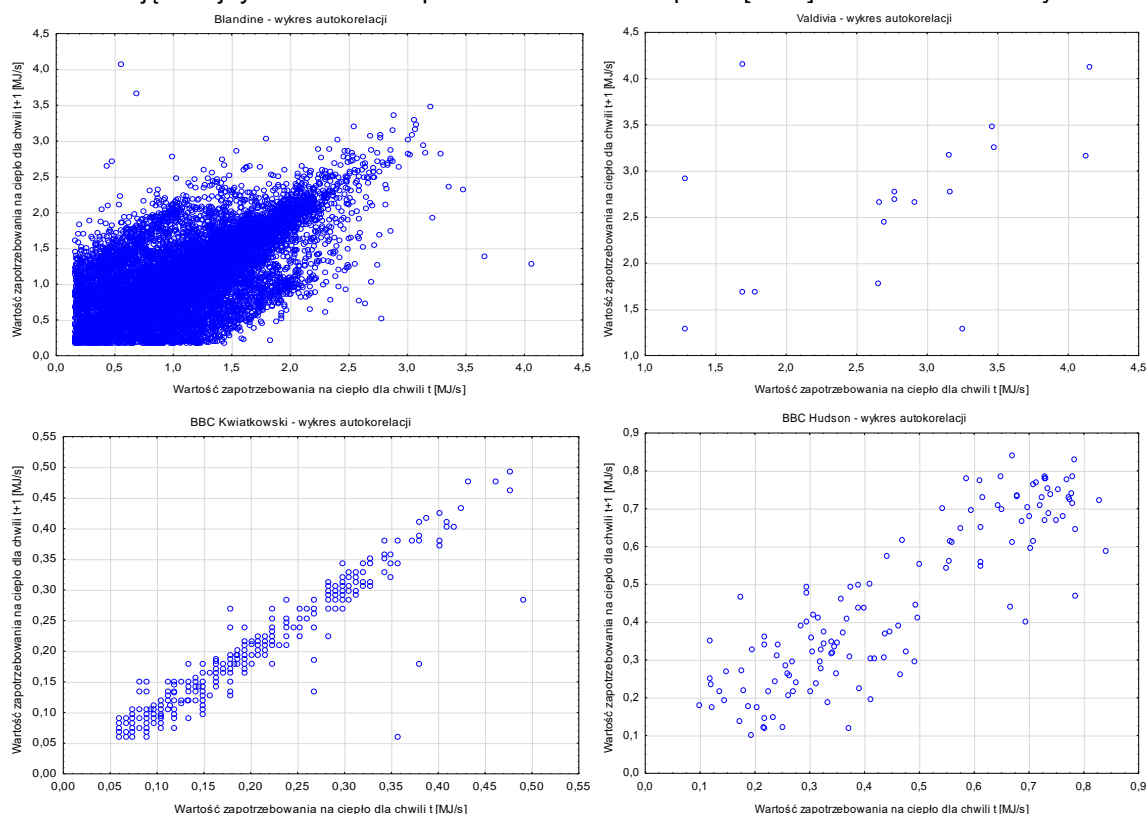 Blandine - wykres autokorelacji
Wartość zapotrzebowania na ciepło dla chwili t+1 [MJ/s]
4,5
4,0
3,5
3,0
2,5
2,0
1,5
1,0
0,5
0,0
0,0 0,5 1,0 1,5 2,0 2,5 3,0 3,5 4,0 4,5
Wartość zapotrzebowania na ciepło dla chwili t [MJ/s]
Valdivia - wykres autokorelacji
Wartość zapotrzebowania na ciepło dla chwili t+1 [MJ/s]
4,5
4,0
3,5
3,0
2,5
2,0
1,5
1,0
1,0 1,5 2,0 2,5 3,0 3,5 4,0 4,5
Wartość zapotrzebowania na ciepło dla chwili t [MJ/s]
BBC Kwiatkowski - wykres autokorelacji
Wartość zapotrzebowania na ciepło dla chwili t+1 [MJ/s]
0,55
0,50
0,45
0,40
0,35
0,30
0,25
0,20
0,15
0,10
0,05
0,00
0,00 0,05 0,10 0,15 0,20 0,25 0,30 0,35 0,40 0,45 0,50 0,55
Wartość zapotrzebowania na ciepło dla chwili t [MJ/s]
BBC Hudson - wykres autokorelacji
Wartość zapotrzebowania na ciepło dla chwili t+1 [MJ/s]
0,9
0,8
0,7
0,6
0,5
0,4
0,3
0,2
0,1
0,0
0,0 0,1 0,2 0,3 0,4 0,5 0,6 0,7 0,8 0,9
Wartość zapotrzebowania na ciepło dla chwili t [MJ/s]